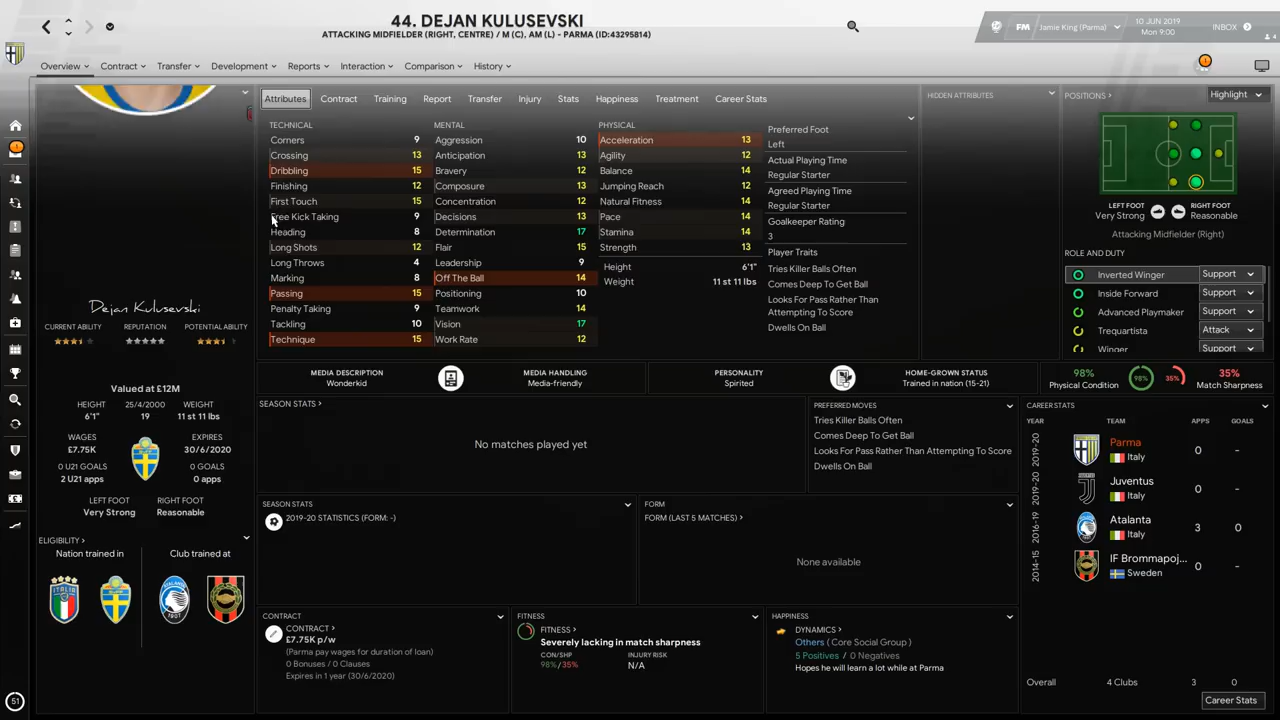 44. DEJAN KULUSEVSKI
ATTACKING MIDFIELDER (RIGHT, CENTRE) / M (C), AM (L) - PARMA (ID:43295814)
FM Jamie King (Parma)
10 JUN 2019
Mon 9:00
INBOX
Overview Contract Transfer Development Reports Interaction Comparison History
Attributes Contract Training Report Transfer Injury Stats Happiness Treatment Career Stats
Dejan Kulusevski
CURRENT ABILITY REPUTATION POTENTIAL ABILITY
Valued at £12M
HEIGHT 25/4/2000 WEIGHT
6'1" 19 11 st 11 lbs
WAGES EXPIRES
£7.75K 30/6/2020
0 U21 GOALS 0 GOALS
2 U21 apps 0 apps
LEFT FOOT RIGHT FOOT
Very Strong Reasonable
ELIGIBILITY >
Nation trained in Club trained at
51
TECHNICAL
Corners 9
Crossing 13
Dribbling 15
Finishing 12
First Touch 15
Free Kick Taking 9
Heading 8
Long Shots 12
Long Throws 4
Marking 8
Passing 15
Penalty Taking 9
Tackling 10
Technique 15
MENTAL
Aggression 10
Anticipation 13
Bravery 12
Composure 13
Concentration 12
Decisions 13
Determination 17
Flair 15
Leadership 9
Off The Ball 14
Positioning 10
Teamwork 14
Vision 17
Work Rate 12
PHYSICAL
Acceleration 13
Agility 12
Balance 14
Jumping Reach 12
Natural Fitness 14
Pace 14
Stamina 14
Strength 13
Height 6'1"
Weight 11 st 11 lbs
Preferred Foot
Left
Actual Playing Time
Regular Starter
Agreed Playing Time
Regular Starter
Goalkeeper Rating
3
Player Traits
Tries Killer Balls Often
Comes Deep To Get Ball
Looks For Pass Rather Than
Attempting To Score
Dwells On Ball
HIDDEN ATTRIBUTES
POSITIONS >
Highlight
LEFT FOOT RIGHT FOOT
Very Strong Reasonable
Attacking Midfielder (Right)
ROLE AND DUTY
Inverted Winger Support
Inside Forward Support
Advanced Playmaker Support
Trequartista Attack
Winger Support
MEDIA DESCRIPTION
Wonderkid
MEDIA HANDLING
Media-friendly
PERSONALITY
Spirited
HOME-GROWN STATUS
Trained in nation (15-21)
98%
Physical Condition
98%
35%
35%
Match Sharpness
SEASON STATS >
No matches played yet
PREFERRED MOVES
Tries Killer Balls Often
Comes Deep To Get Ball
Looks For Pass Rather Than Attempting To Score
Dwells On Ball
CAREER STATS
YEAR TEAM APPS GOALS
2019-20 Parma Italy 0 -
2019-20 Juventus Italy 0 -
2016-19 Atalanta Italy 3 0
2014-15 IF Brommapoj... Sweden 0 -
Overall 4 Clubs 3 0
Career Stats
SEASON STATS
2019-20 STATISTICS (FORM: -)
FORM
FORM (LAST 5 MATCHES) >
None available
CONTRACT
CONTRACT >
£7.75K p/w
(Parma pay wages for duration of loan)
0 Bonuses / 0 Clauses
Expires in 1 year (30/6/2020)
FITNESS
FITNESS >
Severely lacking in match sharpness
CON/SHP INJURY RISK
98%/35% N/A
HAPPINESS
DYNAMICS >
Others ( Core Social Group )
5 Positives / 0 Negatives
Hopes he will learn a lot while at Parma